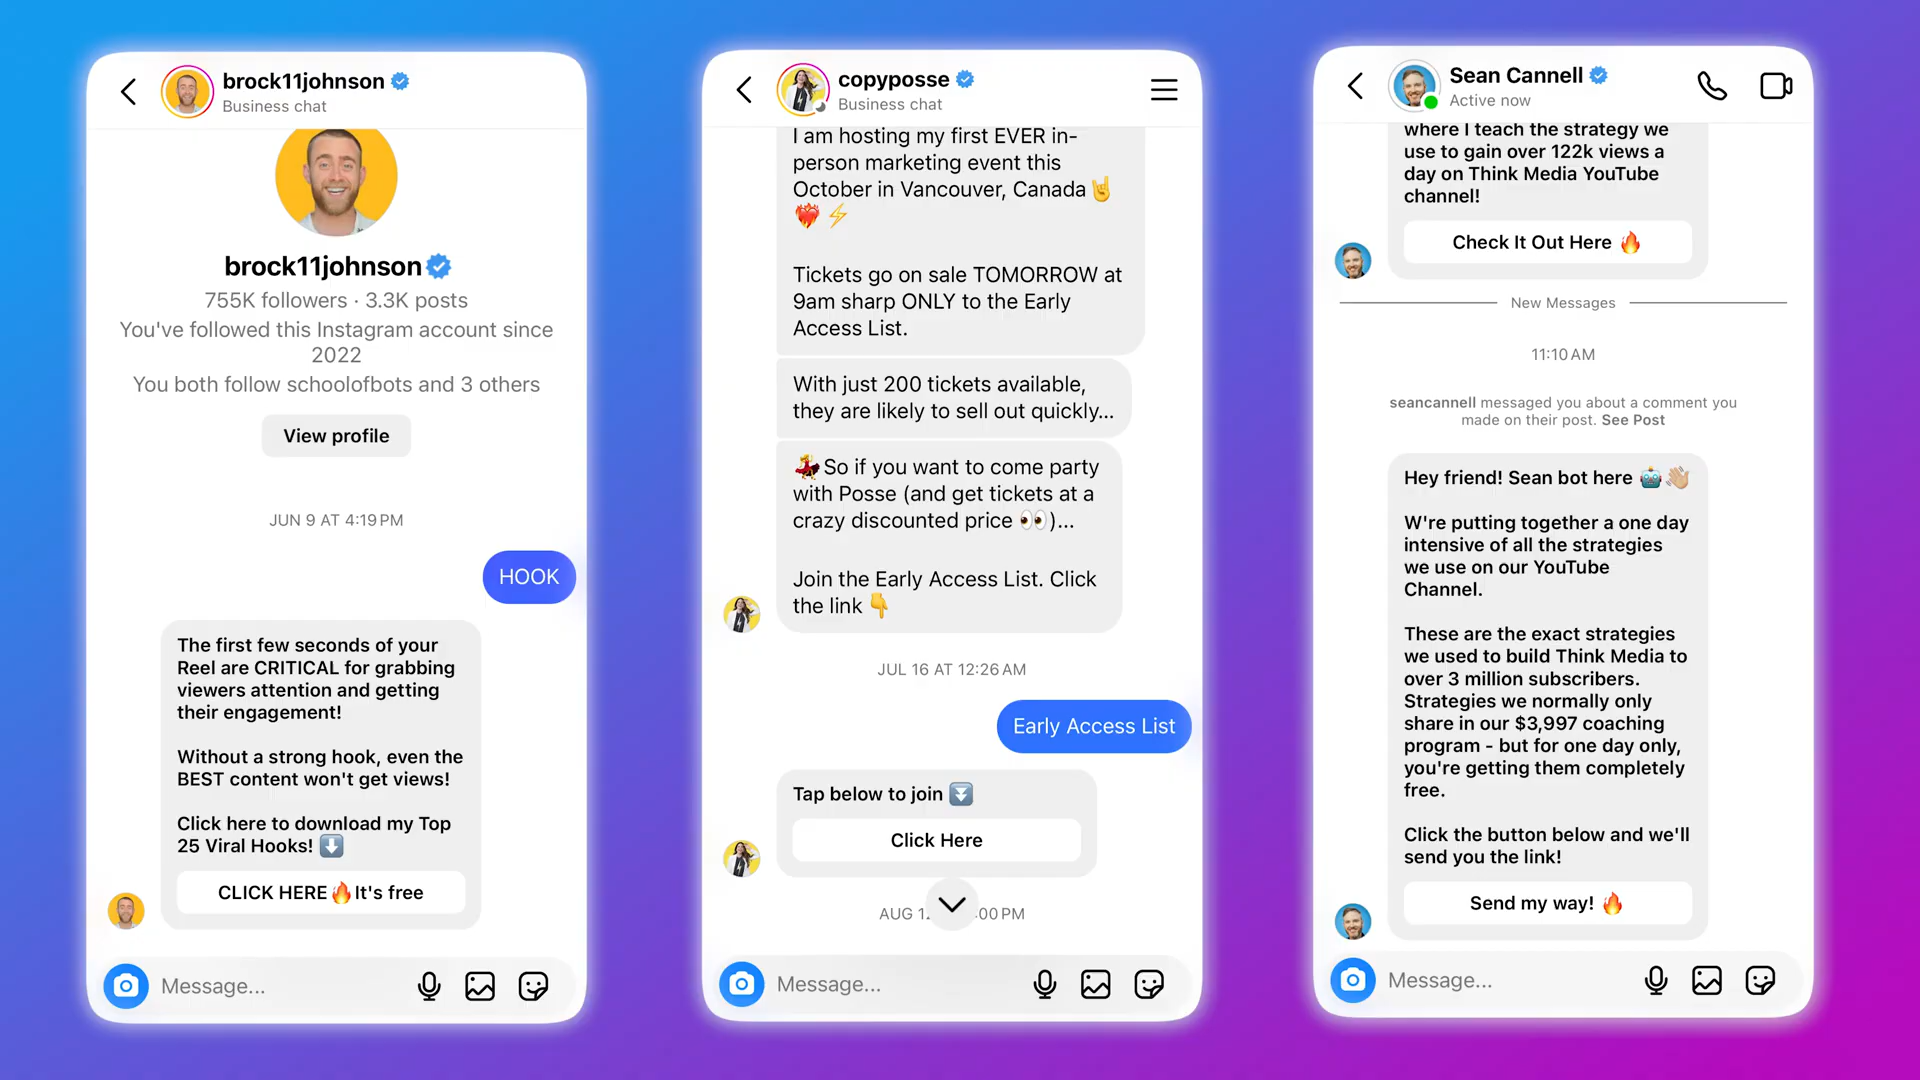 brock11johnson
Business chat
brock11johnson
755K followers · 3.3K posts
You've followed this Instagram account since
2022
You both follow schoolofbots and 3 others
View profile
JUN 9 AT 4:19 PM
HOOK
The first few seconds of your
Reel are CRITICAL for grabbing
viewers attention and getting
their engagement!
Without a strong hook, even the
BEST content won't get views!
Click here to download my Top
25 Viral Hooks! ⬇️
CLICK HERE🔥It's free
Message...
copyposse
Business chat
I am hosting my first EVER in-
person marketing event this
October in Vancouver, Canada🤘
❤️‍🔥 ⚡
Tickets go on sale TOMORROW at
9am sharp ONLY to the Early
Access List.
With just 200 tickets available,
they are likely to sell out quickly...
💃So if you want to come party
with Posse (and get tickets at a
crazy discounted price 👀)...
Join the Early Access List. Click
the link 👇
JUL 16 AT 12:26 AM
Early Access List
Tap below to join ⏬
Click Here
AUG 12:00 PM
Message...
Sean Cannell
Active now
where I teach the strategy we
use to gain over 122k views a
day on Think Media YouTube
channel!
Check It Out Here 🔥
New Messages
11:10 AM
seancannell messaged you about a comment you
made on their post. See Post
Hey friend! Sean bot here 🤖👋🏼
W're putting together a one day
intensive of all the strategies
we use on our YouTube
Channel.
These are the exact strategies
we used to build Think Media to
over 3 million subscribers.
Strategies we normally only
share in our $3,997 coaching
program - but for one day only,
you're getting them completely
free.
Click the button below and we'll
send you the link!
Send my way! 🔥
Message...